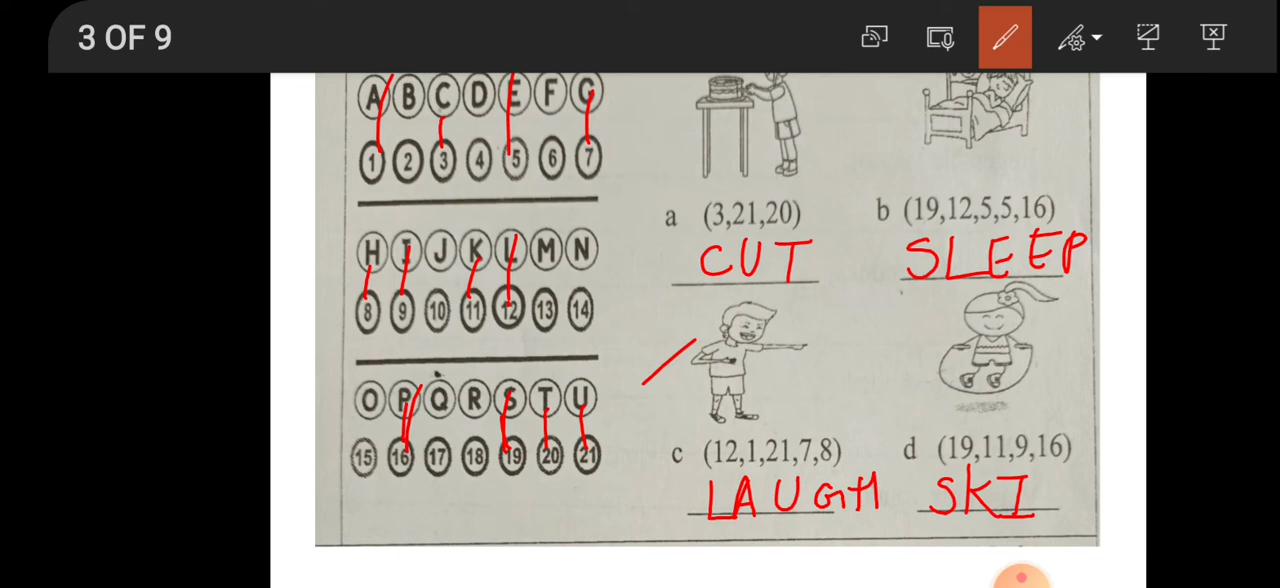 3 OF 9
A B C D E F G
1 2 3 4 5 6 7
H I J K L M N
8 9 10 11 12 13 14
O P Q R S T U
15 16 17 18 19 20 21
a (3,21,20)
CUT
b (19,12,5,5,16)
SLEEP
c (12,1,21,7,8)
LAUGH
d (19,11,9,16)
SKI